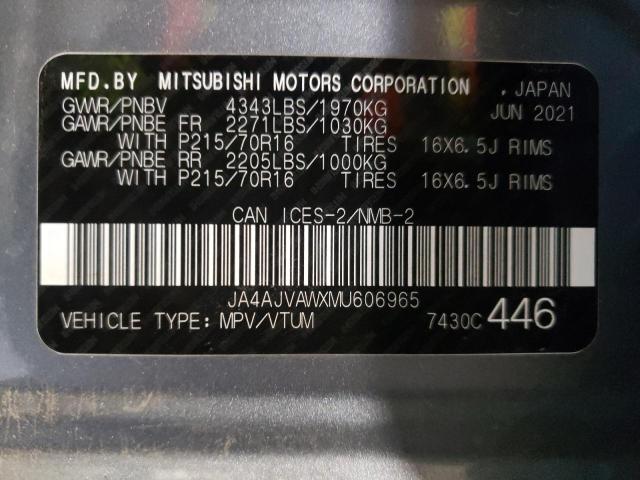 MFD.BY MITSUBISHI MOTORS CORPORATION , JAPAN
GVWR/PNBV 4343LBS/1970KG JUN 2021
GAWR/PNBE FR 2271LBS/1030KG
WITH P215/70R16 TIRES 16X6.5J RIMS
GAWR/PNBE RR 2205LBS/1000KG
WITH P215/70R16 TIRES 16X6.5J RIMS
CAN ICES-2/NMB-2
JA4AJVAWXMU606965
VEHICLE TYPE: MPV/VTUM 7430C 446